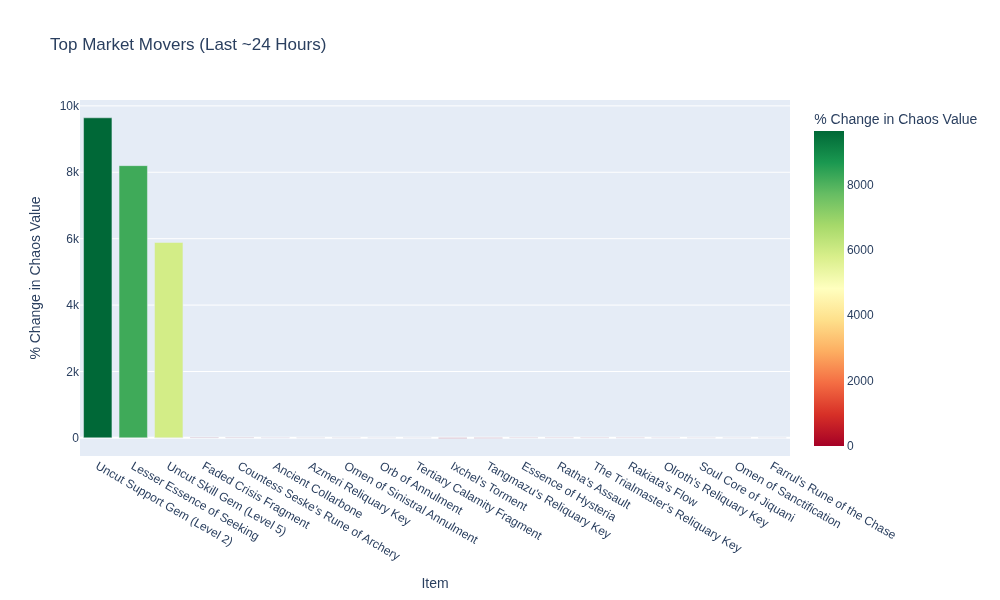 Top Market Movers (Last ~24 Hours)
% Change in Chaos Value
10k
8k
6k
4k
2k
0
% Change in Chaos Value
8000
6000
4000
2000
0
Uncut Support Gem (Level 2)
Lesser Essence of Seeking
Uncut Skill Gem (Level 5)
Faded Crisis Fragment
Countess Seske's Rune of Archery
Ancient Collarbone
Azmeri Reliquary Key
Omen of Sinistral Annulment
Orb of Annulment
Tertiary Calamity Fragment
Ixchel's Torment
Tangmazu's Reliquary Key
Essence of Hysteria
Ratha's Assault
The Trialmaster's Reliquary Key
Rakiata's Flow
Olroth's Reliquary Key
Soul Core of Jiquani
Omen of Sanctification
Farrul's Rune of the Chase
Item